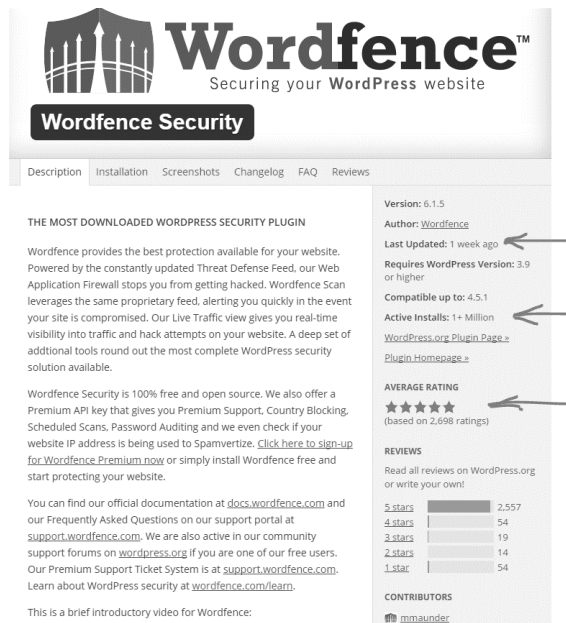 Wordfence™
Securing your WordPress website
Wordfence Security
Description Installation Screenshots Changelog FAQ Reviews
THE MOST DOWNLOADED WORDPRESS SECURITY PLUGIN
Wordfence provides the best protection available for your website.
Powered by the constantly updated Threat Defense Feed, our Web
Application Firewall stops you from getting hacked. Wordfence Scan
leverages the same proprietary feed, alerting you quickly in the event
your site is compromised. Our Live Traffic view gives you real-time
visibility into traffic and hack attempts on your website. A deep set of
addtional tools round out the most complete WordPress security
solution available.
Wordfence Security is 100% free and open source. We also offer a
Premium API key that gives you Premium Support, Country Blocking,
Scheduled Scans, Password Auditing and we even check if your
website IP address is being used to Spamvertize. Click here to sign-up
for Wordfence Premium now or simply install Wordfence free and
start protecting your website.
You can find our official documentation at docs.wordfence.com and
our Frequently Asked Questions on our support portal at
support.wordfence.com. We are also active in our community
support forums on wordpress.org if you are one of our free users.
Our Premium Support Ticket System is at support.wordfence.com.
Learn about WordPress security at wordfence.com/learn.
This is a brief introductory video for Wordfence:
Version: 6.1.5
Author: Wordfence
Last Updated: 1 week ago
Requires WordPress Version: 3.9
or higher
Compatible up to: 4.5.1
Active Installs: 1+ Million
WordPress.org Plugin Page »
Plugin Homepage »
AVERAGE RATING
(based on 2,698 ratings)
REVIEWS
Read all reviews on WordPress.org
or write your own!
5 stars 2,557
4 stars 54
3 stars 19
2 stars 14
1 star 54
CONTRIBUTORS
mmaunder